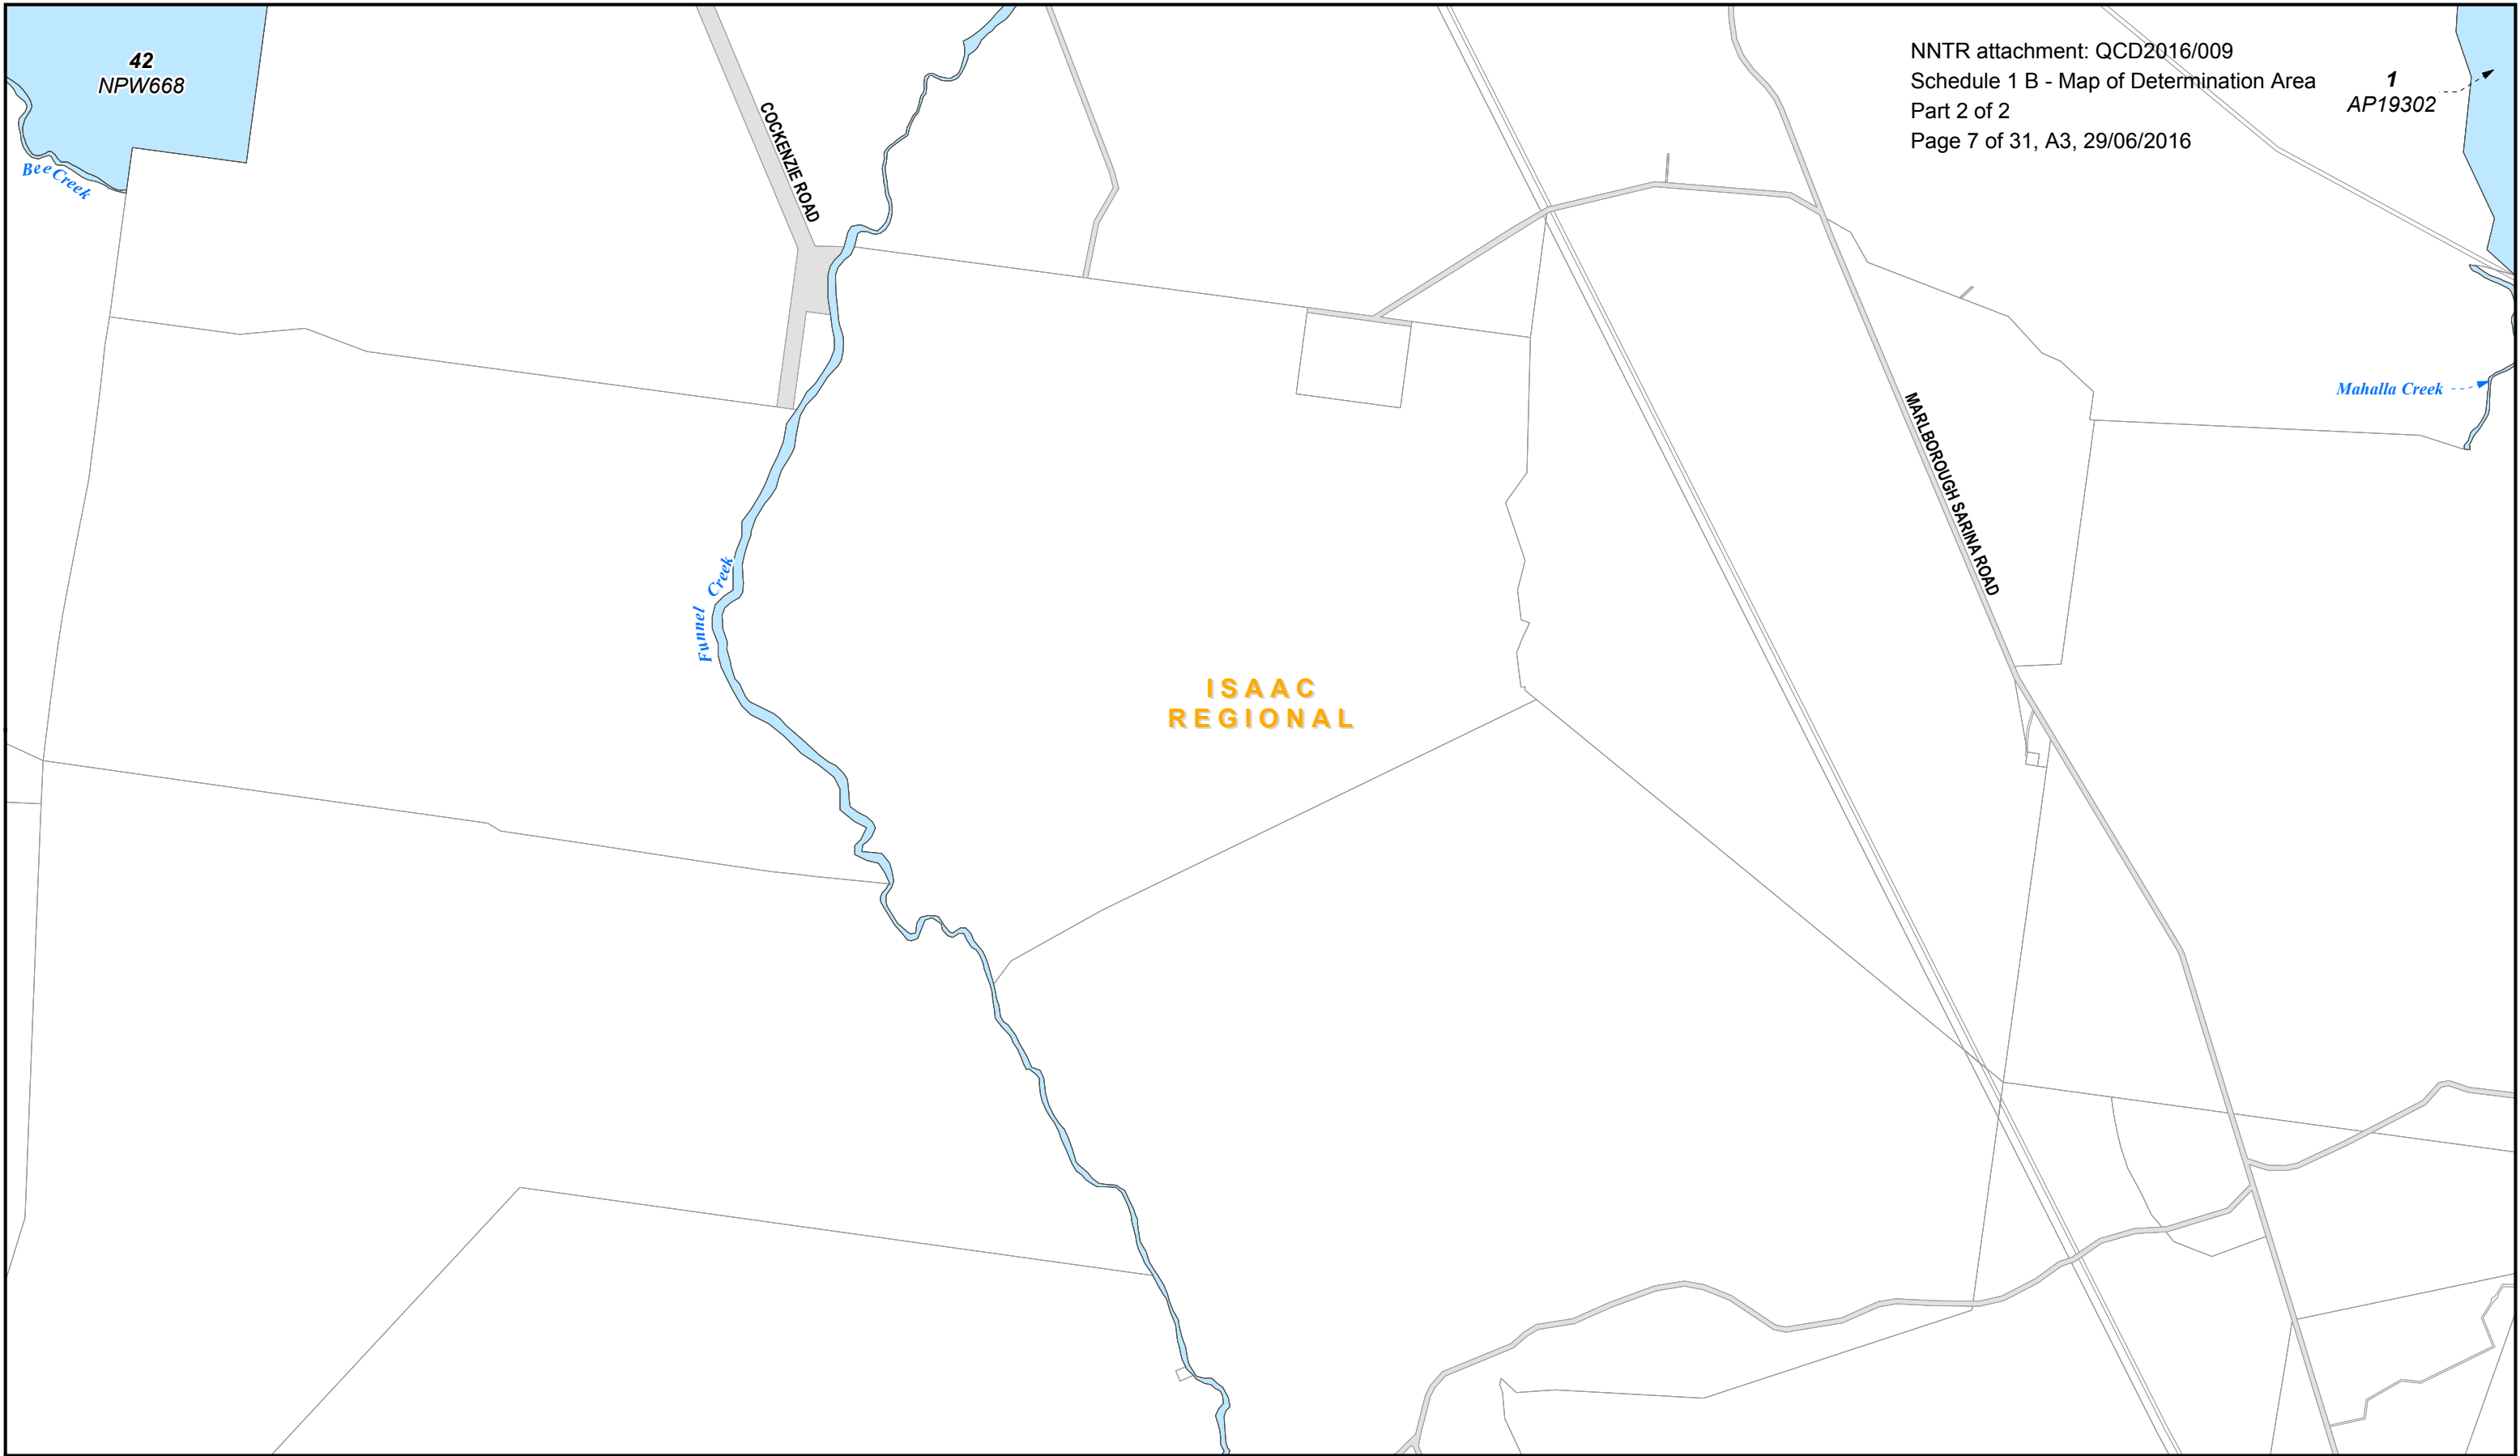 42
NPW668
Bee Creek
COCKENZIE ROAD
NNTR attachment: QCD2016/009
Schedule 1 B - Map of Determination Area
Part 2 of 2
Page 7 of 31, A3, 29/06/2016
1
AP19302
Mahalla Creek
MARLBOROUGH SARINA ROAD
Funnel Creek
ISAAC
REGIONAL